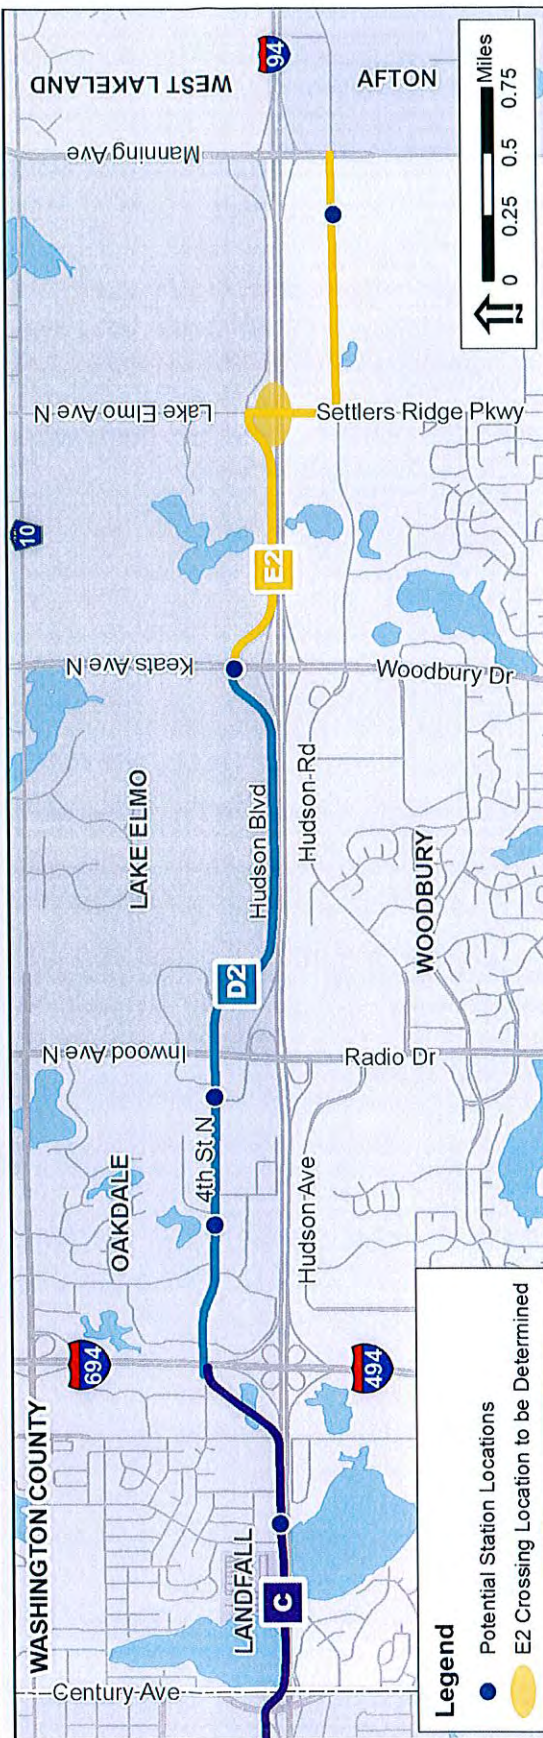 WASHINGTON COUNTY
694
10
WEST LAKELAND
94
AFTON
Manning Ave
Lake Elmo Ave N
Keats Ave N
LAKE ELMO
Inwood Ave N
OAKDALE
LANDFALL
Century Ave
C
4th St N
D2
Hudson Blvd
E2
Hudson Rd
Hudson Ave
494
Radio Dr
WOODBURY
Woodbury Dr
Settlers Ridge Pkwy
Legend
Potential Station Locations
E2 Crossing Location to be Determined
N
0 0.25 0.5 0.75
Miles